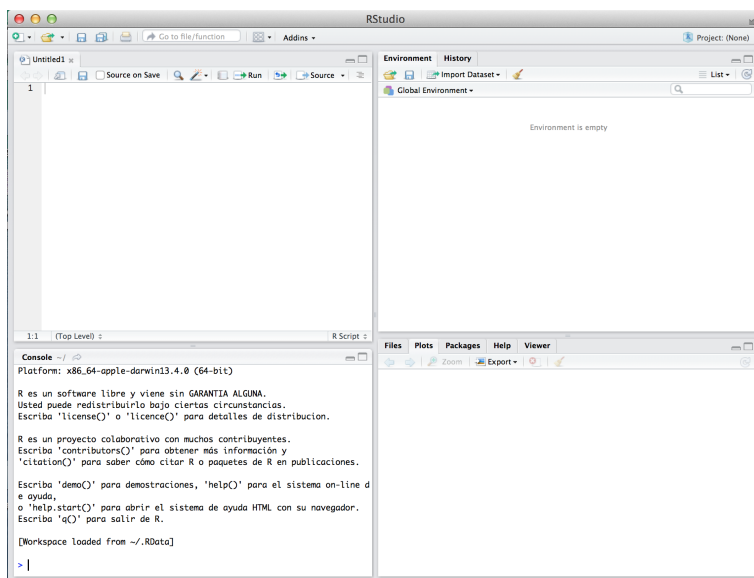 RStudio
Go to file/function
Addins
Project: (None)
Untitled1
Source on Save
Run
Source
1
1:1
(Top Level)
R Script
Console ~/
Platform: x86_64-apple-darwin13.4.0 (64-bit)
R es un software libre y viene sin GARANTIA ALGUNA.
Usted puede redistribuirlo bajo ciertas circunstancias.
Escriba 'license()' o 'licence()' para detalles de distribucion.
R es un proyecto colaborativo con muchos contribuyentes.
Escriba 'contributors()' para obtener más información y
'citation()' para saber cómo citar R o paquetes de R en publicaciones.
Escriba 'demo()' para demostraciones, 'help()' para el sistema on-line d
e ayuda,
o 'help.start()' para abrir el sistema de ayuda HTML con su navegador.
Escriba 'q()' para salir de R.
[Workspace loaded from ~/.RData]
>
Environment History
Import Dataset
List
Global Environment
Environment is empty
Files Plots Packages Help Viewer
Zoom Export